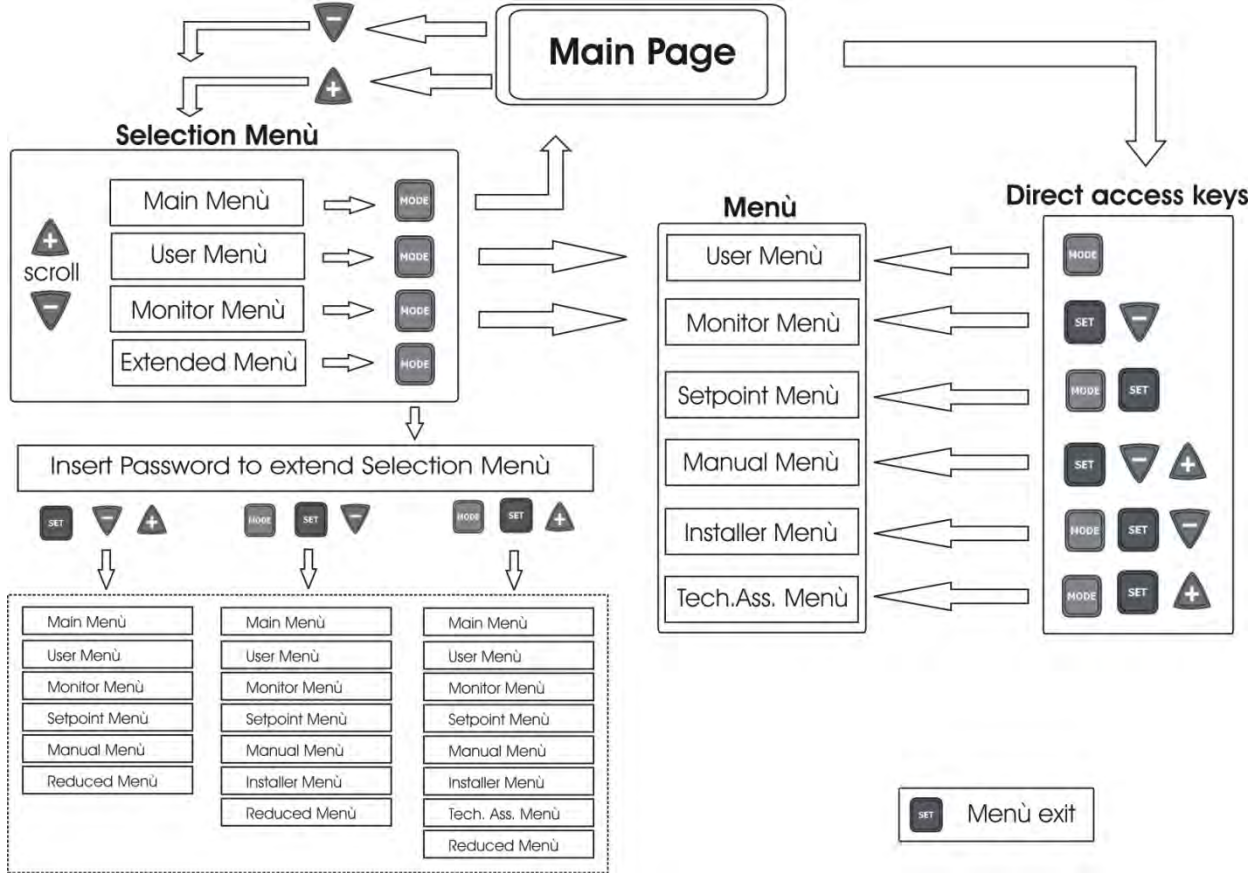 Main Page
Selection Menù
Main Menù
MODE
User Menù
MODE
scroll
Monitor Menù
MODE
Extended Menù
MODE
Insert Password to extend Selection Menù
SET
MODE SET
MODE SET
Main Menù
User Menù
Monitor Menù
Setpoint Menù
Manual Menù
Reduced Menù
Main Menù
User Menù
Monitor Menù
Setpoint Menù
Manual Menù
Installer Menù
Reduced Menù
Main Menù
User Menù
Monitor Menù
Setpoint Menù
Manual Menù
Installer Menù
Tech. Ass. Menù
Reduced Menù
Menù
User Menù
Monitor Menù
Setpoint Menù
Manual Menù
Installer Menù
Tech.Ass. Menù
Direct access keys
MODE
SET
MODE SET
SET
MODE SET
MODE SET
SET Menù exit